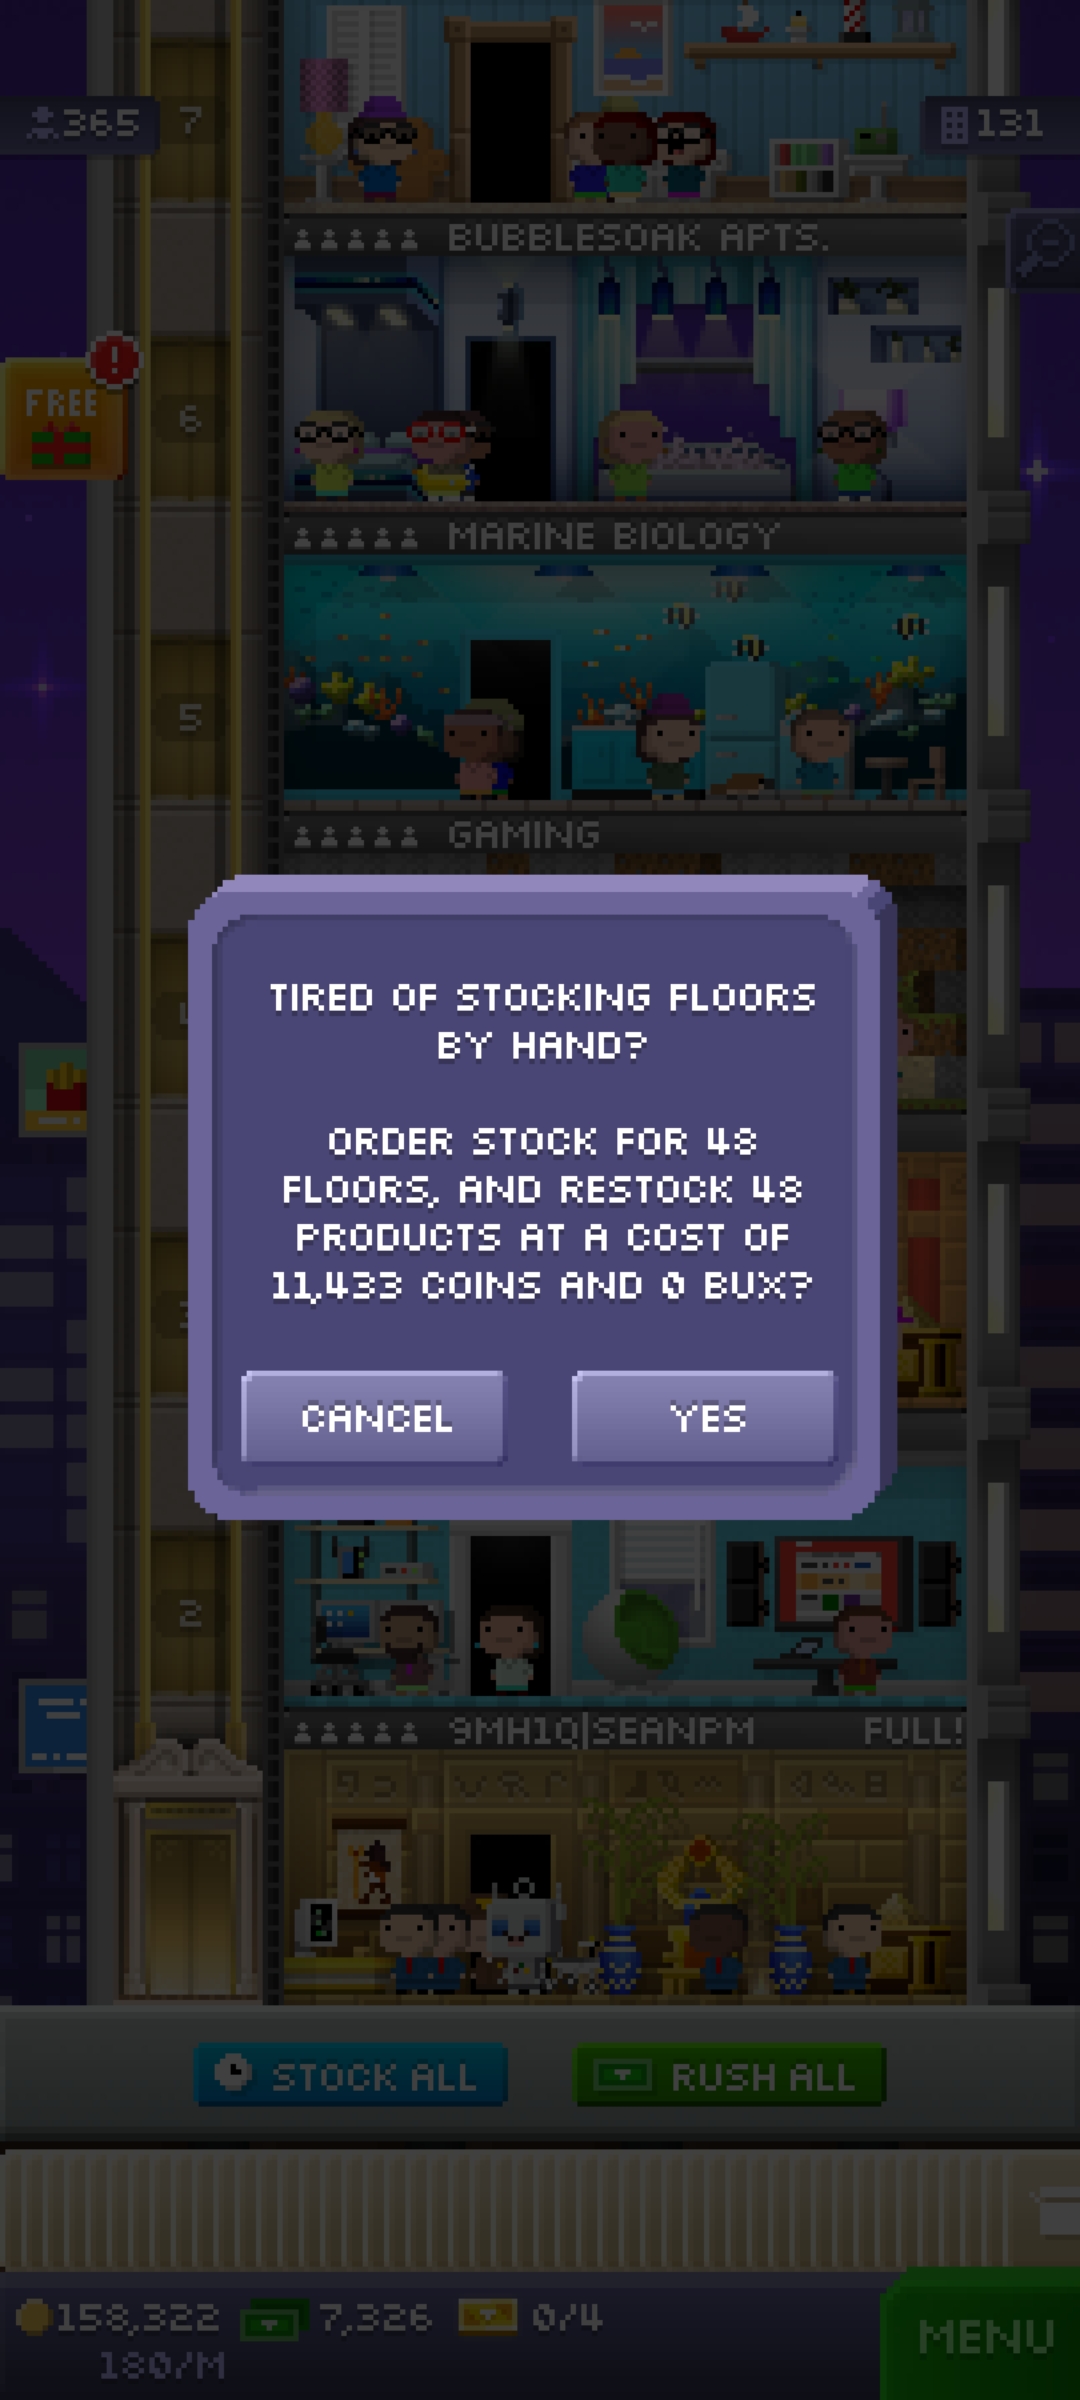 365
7
131
BUBBLESOAK APTS.
FREE
!
6
MARINE BIOLOGY
5
GAMING
TIRED OF STOCKING FLOORS
BY HAND?
ORDER STOCK FOR 48
FLOORS, AND RESTOCK 48
PRODUCTS AT A COST OF
11,433 COINS AND 0 BUX?
CANCEL
YES
2
9MH1Q|SEANPM
FULL!
STOCK ALL
RUSH ALL
158,322
7,326
0/4
180/M
MENU